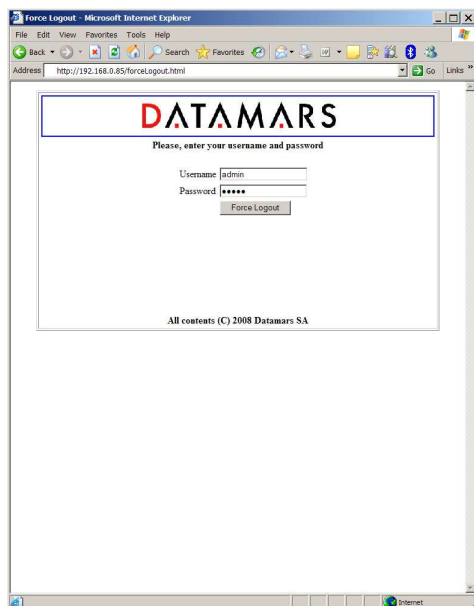 Force Logout - Microsoft Internet Explorer
File Edit View Favorites Tools Help
Back Search Favorites
Address http://192.168.0.85/forceLogout.html Go Links »
DATAMARS
Please, enter your username and password
Username admin
Password •••••
Force Logout
All contents (C) 2008 Datamars SA
Internet